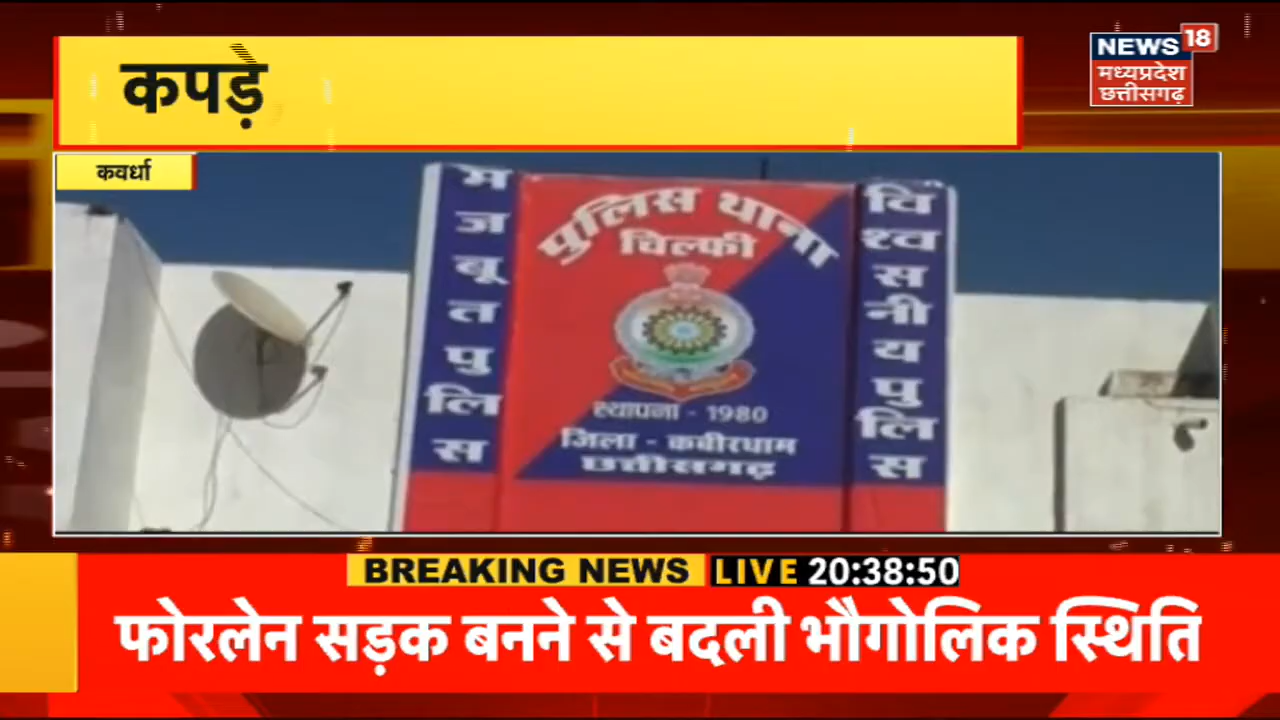 कपड़े
NEWS 18
मध्यप्रदेश
छत्तीसगढ़
कवर्धा
मजबूत पुलिस
पुलिस थाना
चिल्फी
स्थापना - 1980
जिला - कबीरधाम
छत्तीसगढ़
विश्वसनीय पुलिस
BREAKING NEWS LIVE 20:38:50
फोरलेन सड़क बनने से बदली भौगोलिक स्थिति